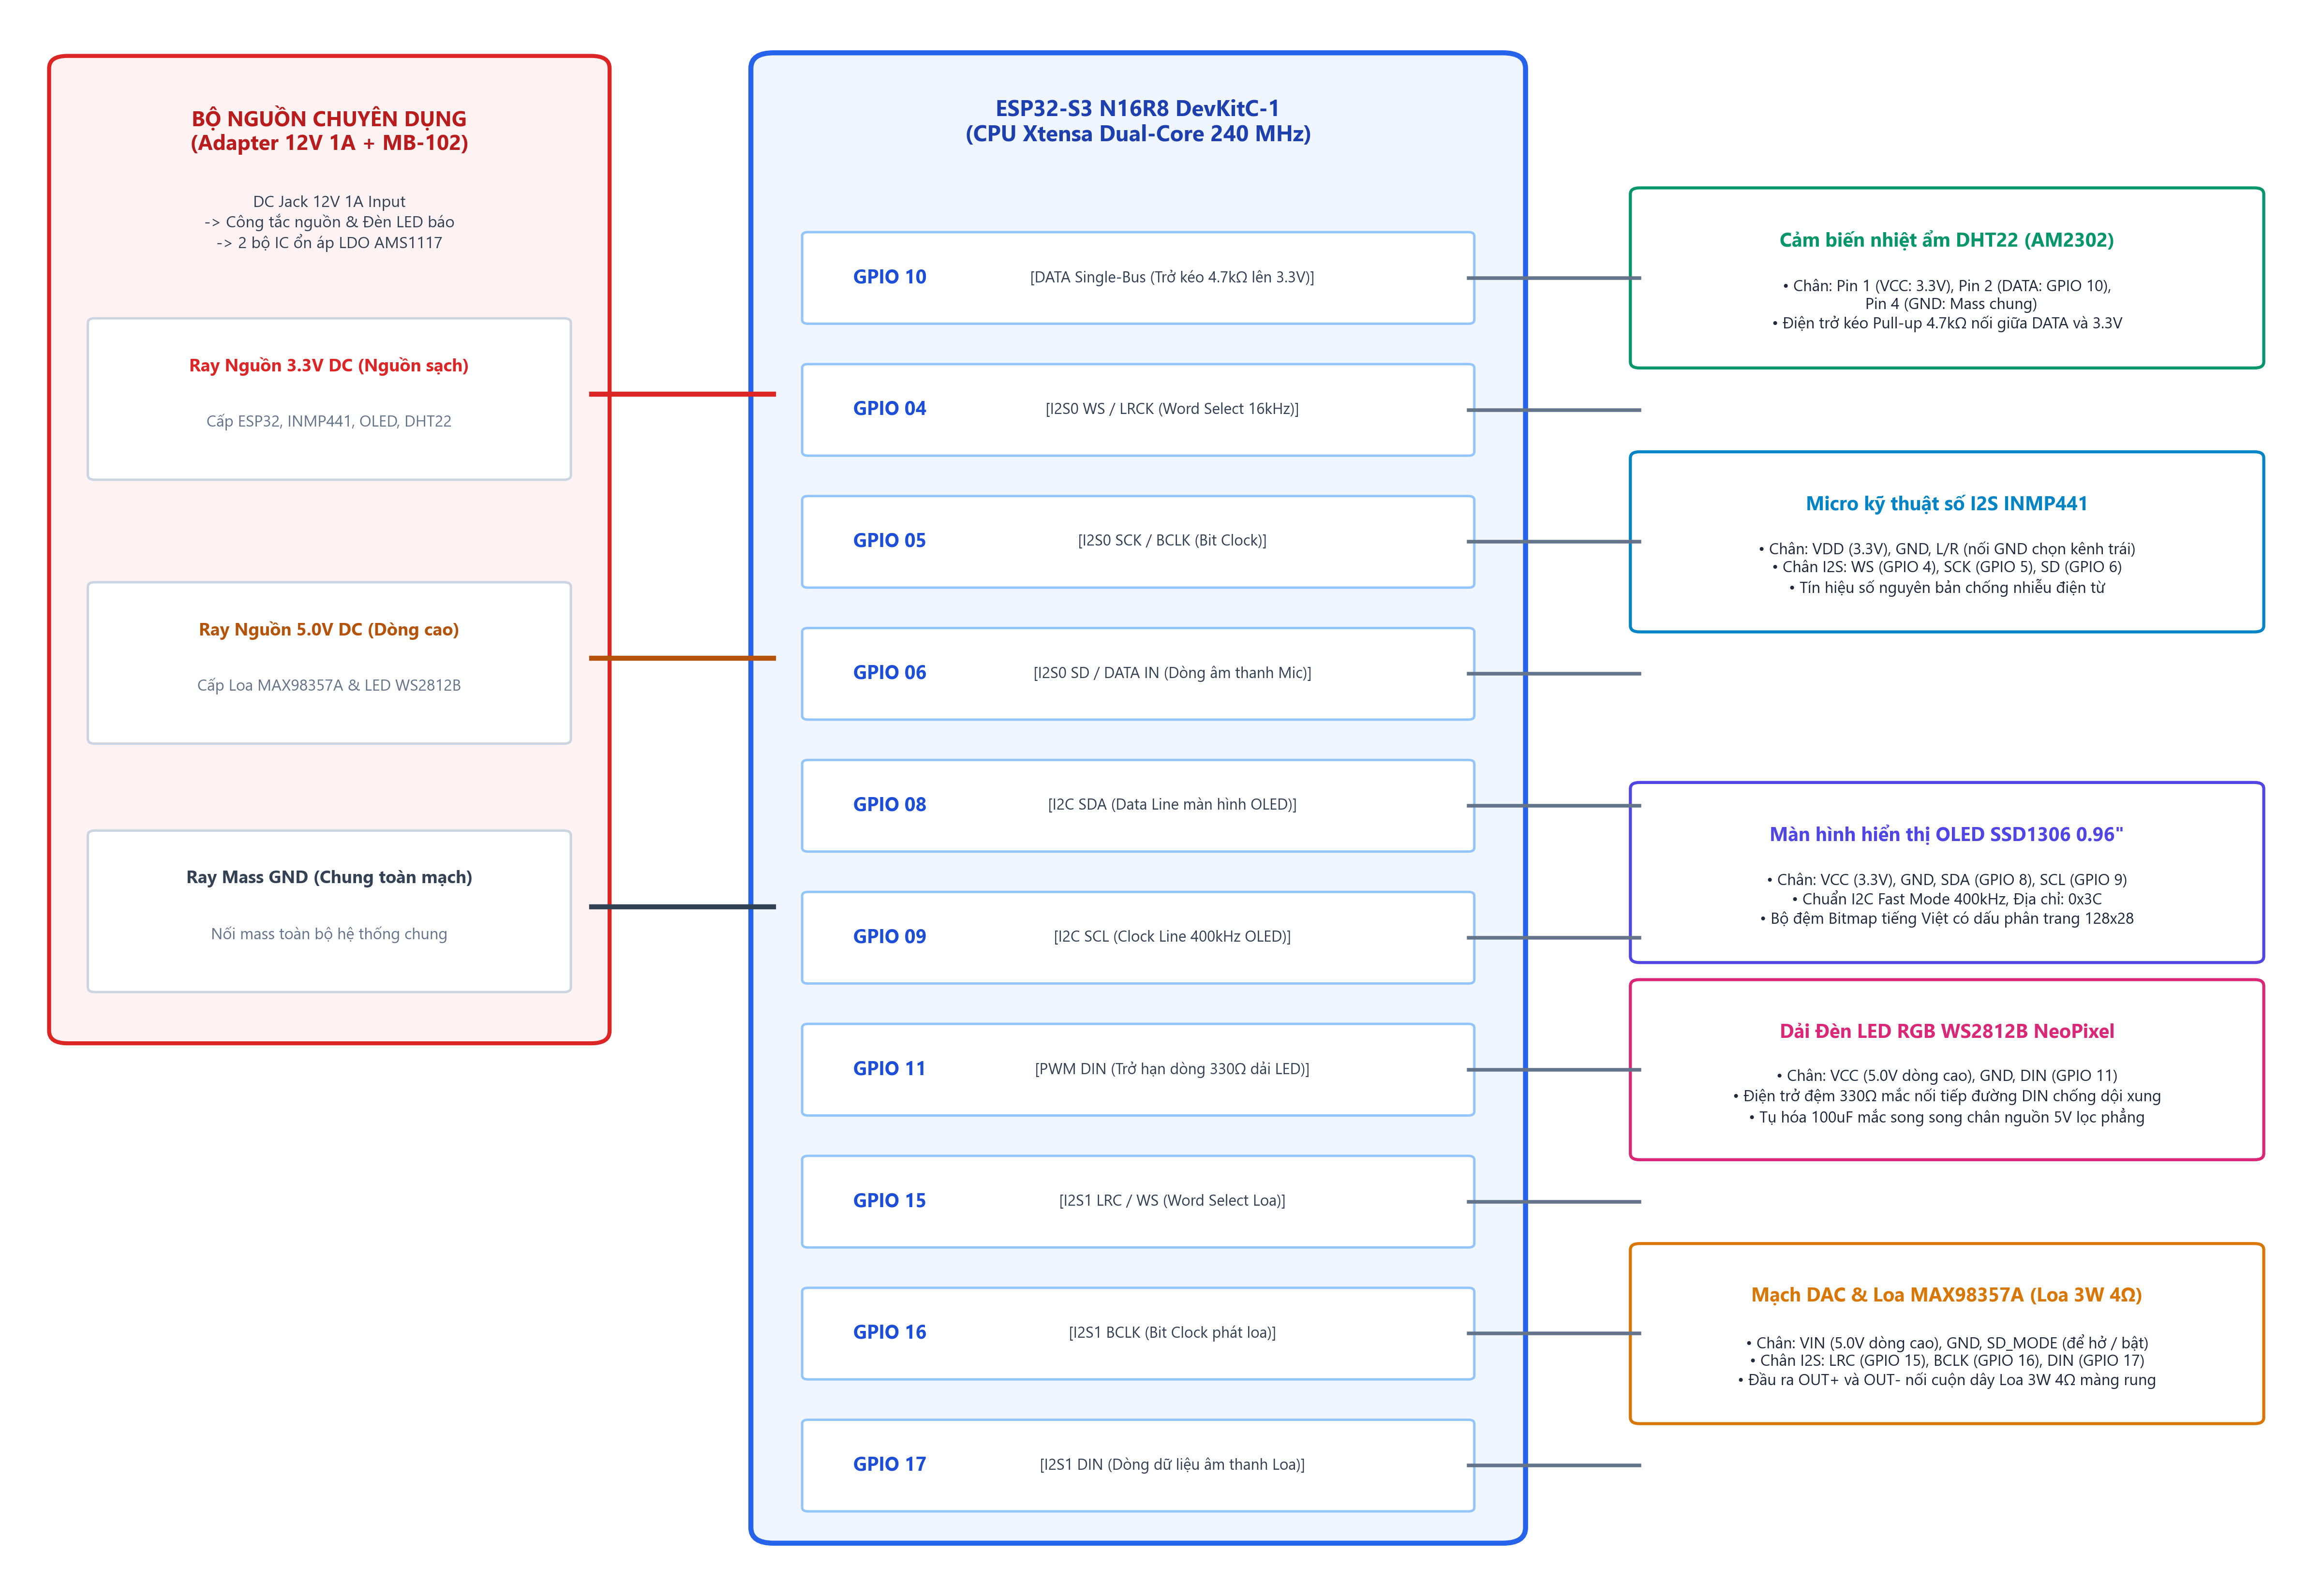 BỘ NGUỒN CHUYÊN DỤNG
(Adapter 12V 1A + MB-102)
DC Jack 12V 1A Input
-> Công tắc nguồn & Đèn LED báo
-> 2 bộ IC ổn áp LDO AMS1117
Ray Nguồn 3.3V DC (Nguồn sạch)
Cấp ESP32, INMP441, OLED, DHT22
Ray Nguồn 5.0V DC (Dòng cao)
Cấp Loa MAX98357A & LED WS2812B
Ray Mass GND (Chung toàn mạch)
Nối mass toàn bộ hệ thống chung
ESP32-S3 N16R8 DevKitC-1
(CPU Xtensa Dual-Core 240 MHz)
GPIO 10 [DATA Single-Bus (Trở kéo 4.7kΩ lên 3.3V)]
GPIO 04 [I2S0 WS / LRCK (Word Select 16kHz)]
GPIO 05 [I2S0 SCK / BCLK (Bit Clock)]
GPIO 06 [I2S0 SD / DATA IN (Dòng âm thanh Mic)]
GPIO 08 [I2C SDA (Data Line màn hình OLED)]
GPIO 09 [I2C SCL (Clock Line 400kHz OLED)]
GPIO 11 [PWM DIN (Trở hạn dòng 330Ω dải LED)]
GPIO 15 [I2S1 LRC / WS (Word Select Loa)]
GPIO 16 [I2S1 BCLK (Bit Clock phát loa)]
GPIO 17 [I2S1 DIN (Dòng dữ liệu âm thanh Loa)]
Cảm biến nhiệt ẩm DHT22 (AM2302)
• Chân: Pin 1 (VCC: 3.3V), Pin 2 (DATA: GPIO 10),
Pin 4 (GND: Mass chung)
• Điện trở kéo Pull-up 4.7kΩ nối giữa DATA và 3.3V
Micro kỹ thuật số I2S INMP441
• Chân: VDD (3.3V), GND, L/R (nối GND chọn kênh trái)
• Chân I2S: WS (GPIO 4), SCK (GPIO 5), SD (GPIO 6)
• Tín hiệu số nguyên bản chống nhiễu điện từ
Màn hình hiển thị OLED SSD1306 0.96"
• Chân: VCC (3.3V), GND, SDA (GPIO 8), SCL (GPIO 9)
• Chuẩn I2C Fast Mode 400kHz, Địa chỉ: 0x3C
• Bộ đệm Bitmap tiếng Việt có dấu phân trang 128x28
Dải Đèn LED RGB WS2812B NeoPixel
• Chân: VCC (5.0V dòng cao), GND, DIN (GPIO 11)
• Điện trở đệm 330Ω mắc nối tiếp đường DIN chống dội xung
• Tụ hóa 100uF mắc song song chân nguồn 5V lọc phẳng
Mạch DAC & Loa MAX98357A (Loa 3W 4Ω)
• Chân: VIN (5.0V dòng cao), GND, SD_MODE (để hở / bật)
• Chân I2S: LRC (GPIO 15), BCLK (GPIO 16), DIN (GPIO 17)
• Đầu ra OUT+ và OUT- nối cuộn dây Loa 3W 4Ω màng rung